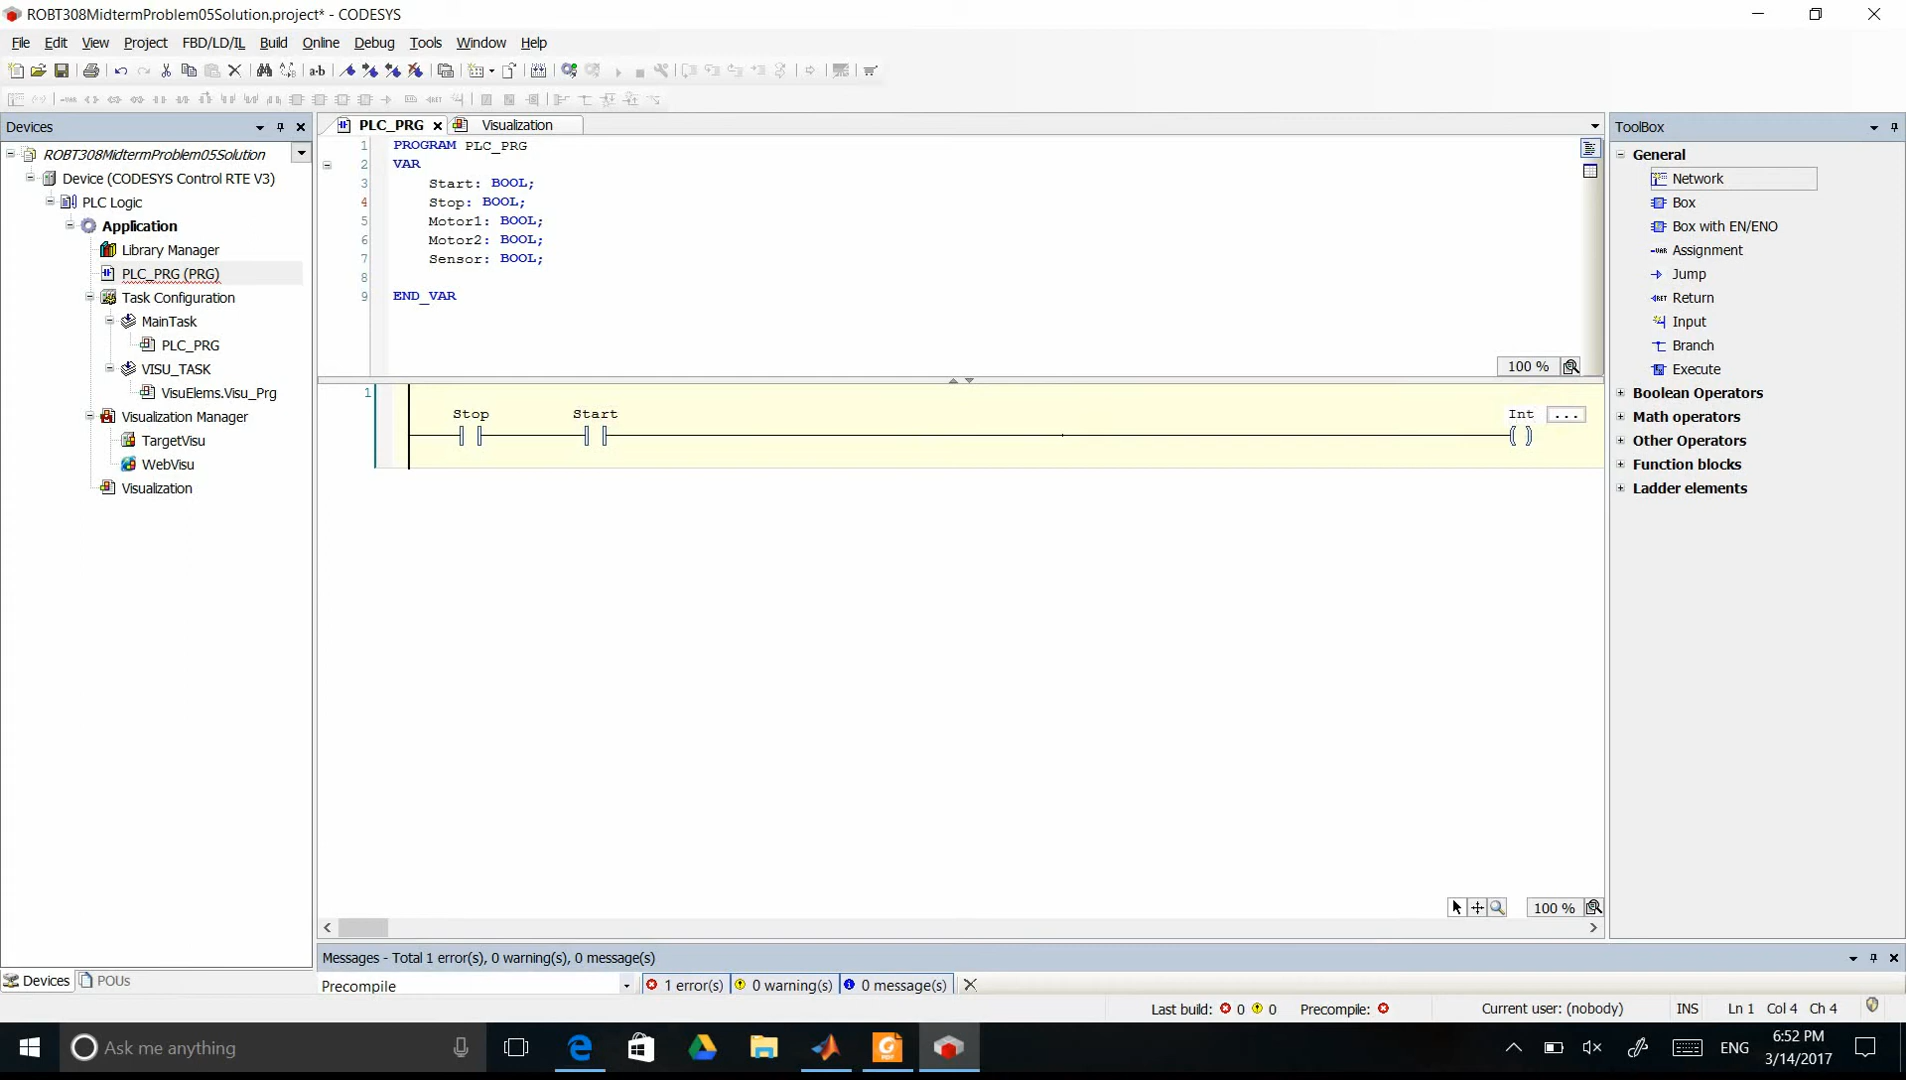 ROBT308MidtermProblem05Solution.project* - CODESYS
File Edit View Project FBD/LD/IL Build Online Debug Tools Window Help
Devices
ROBT308MidtermProblem05Solution
Device (CODESYS Control RTE V3)
PLC Logic
Application
Library Manager
PLC_PRG (PRG)
Task Configuration
MainTask
PLC_PRG
VISU_TASK
VisuElems.Visu_Prg
Visualization Manager
TargetVisu
WebVisu
Visualization
Devices POUs
PLC_PRG Visualization
1 PROGRAM PLC_PRG
2 VAR
3 Start: BOOL;
4 Stop: BOOL;
5 Motor1: BOOL;
6 Motor2: BOOL;
7 Sensor: BOOL;
8
9 END_VAR
100 %
1
Stop Start Int ...
100 %
ToolBox
General
Network
Box
Box with EN/ENO
Assignment
Jump
Return
Input
Branch
Execute
Boolean Operators
Math operators
Other Operators
Function blocks
Ladder elements
Messages - Total 1 error(s), 0 warning(s), 0 message(s)
Precompile 1 error(s) 0 warning(s) 0 message(s)
Last build: 0 0 Precompile: Current user: (nobody) INS Ln 1 Col 4 Ch 4
Ask me anything
ENG
6:52 PM
3/14/2017